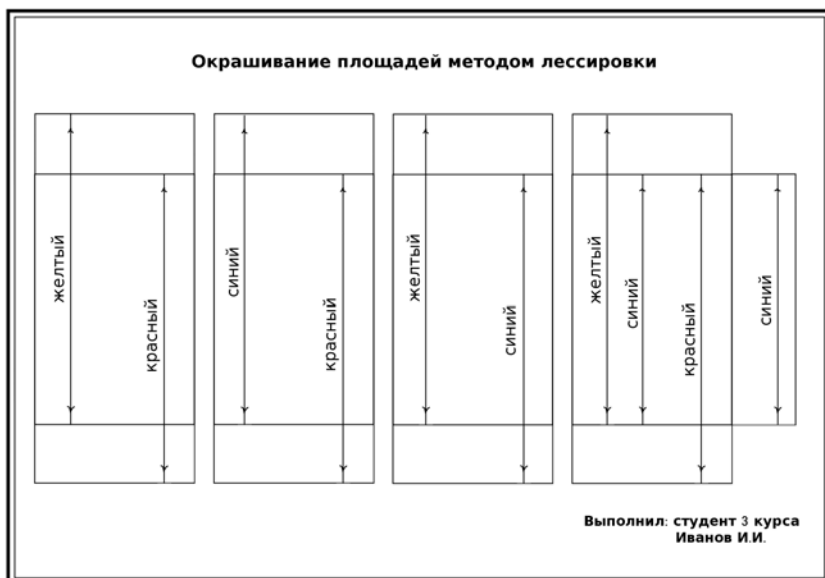 Окрашивание площадей методом лессировки
желтый
красный
синий
красный
желтый
синий
желтый
синий
красный
синий
Выполнил: студент 3 курса
Иванов И.И.